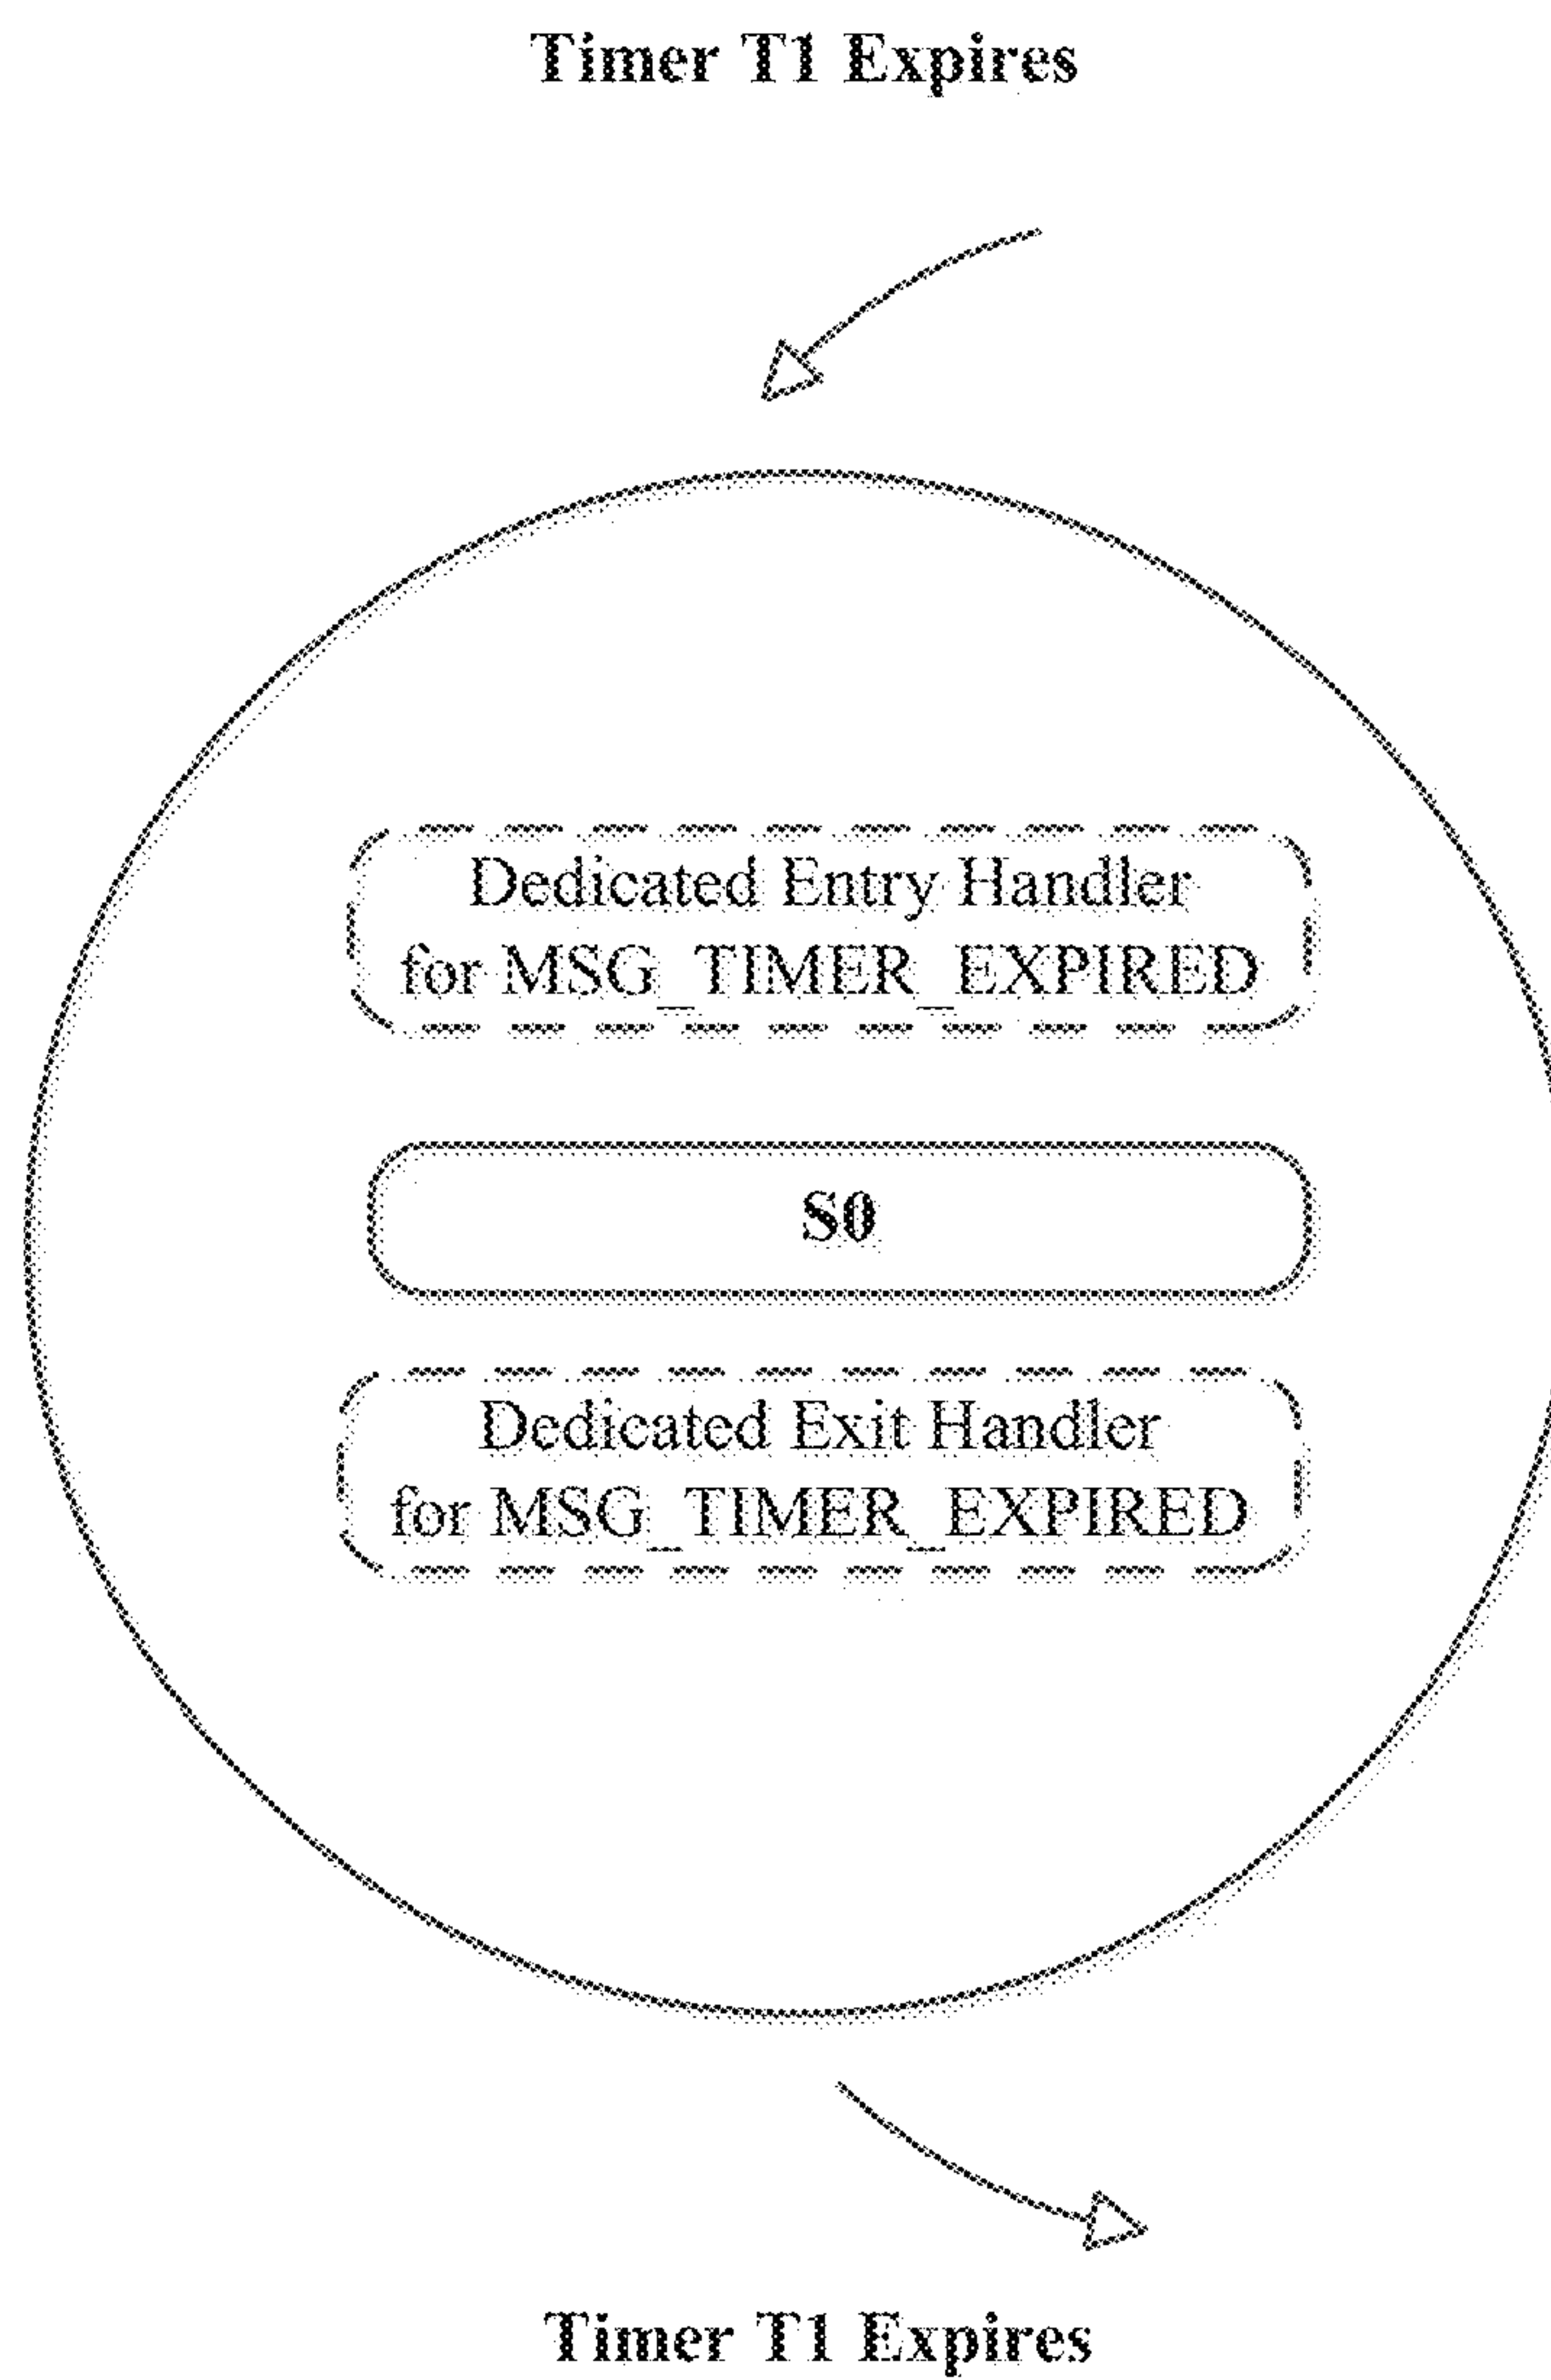 Timer T1 Expires
Dedicated Entry Handler
for MSG_TIMER_EXPIRED
S0
Dedicated Exit Handler
for MSG_TIMER_EXPIRED
Timer T1 Expires